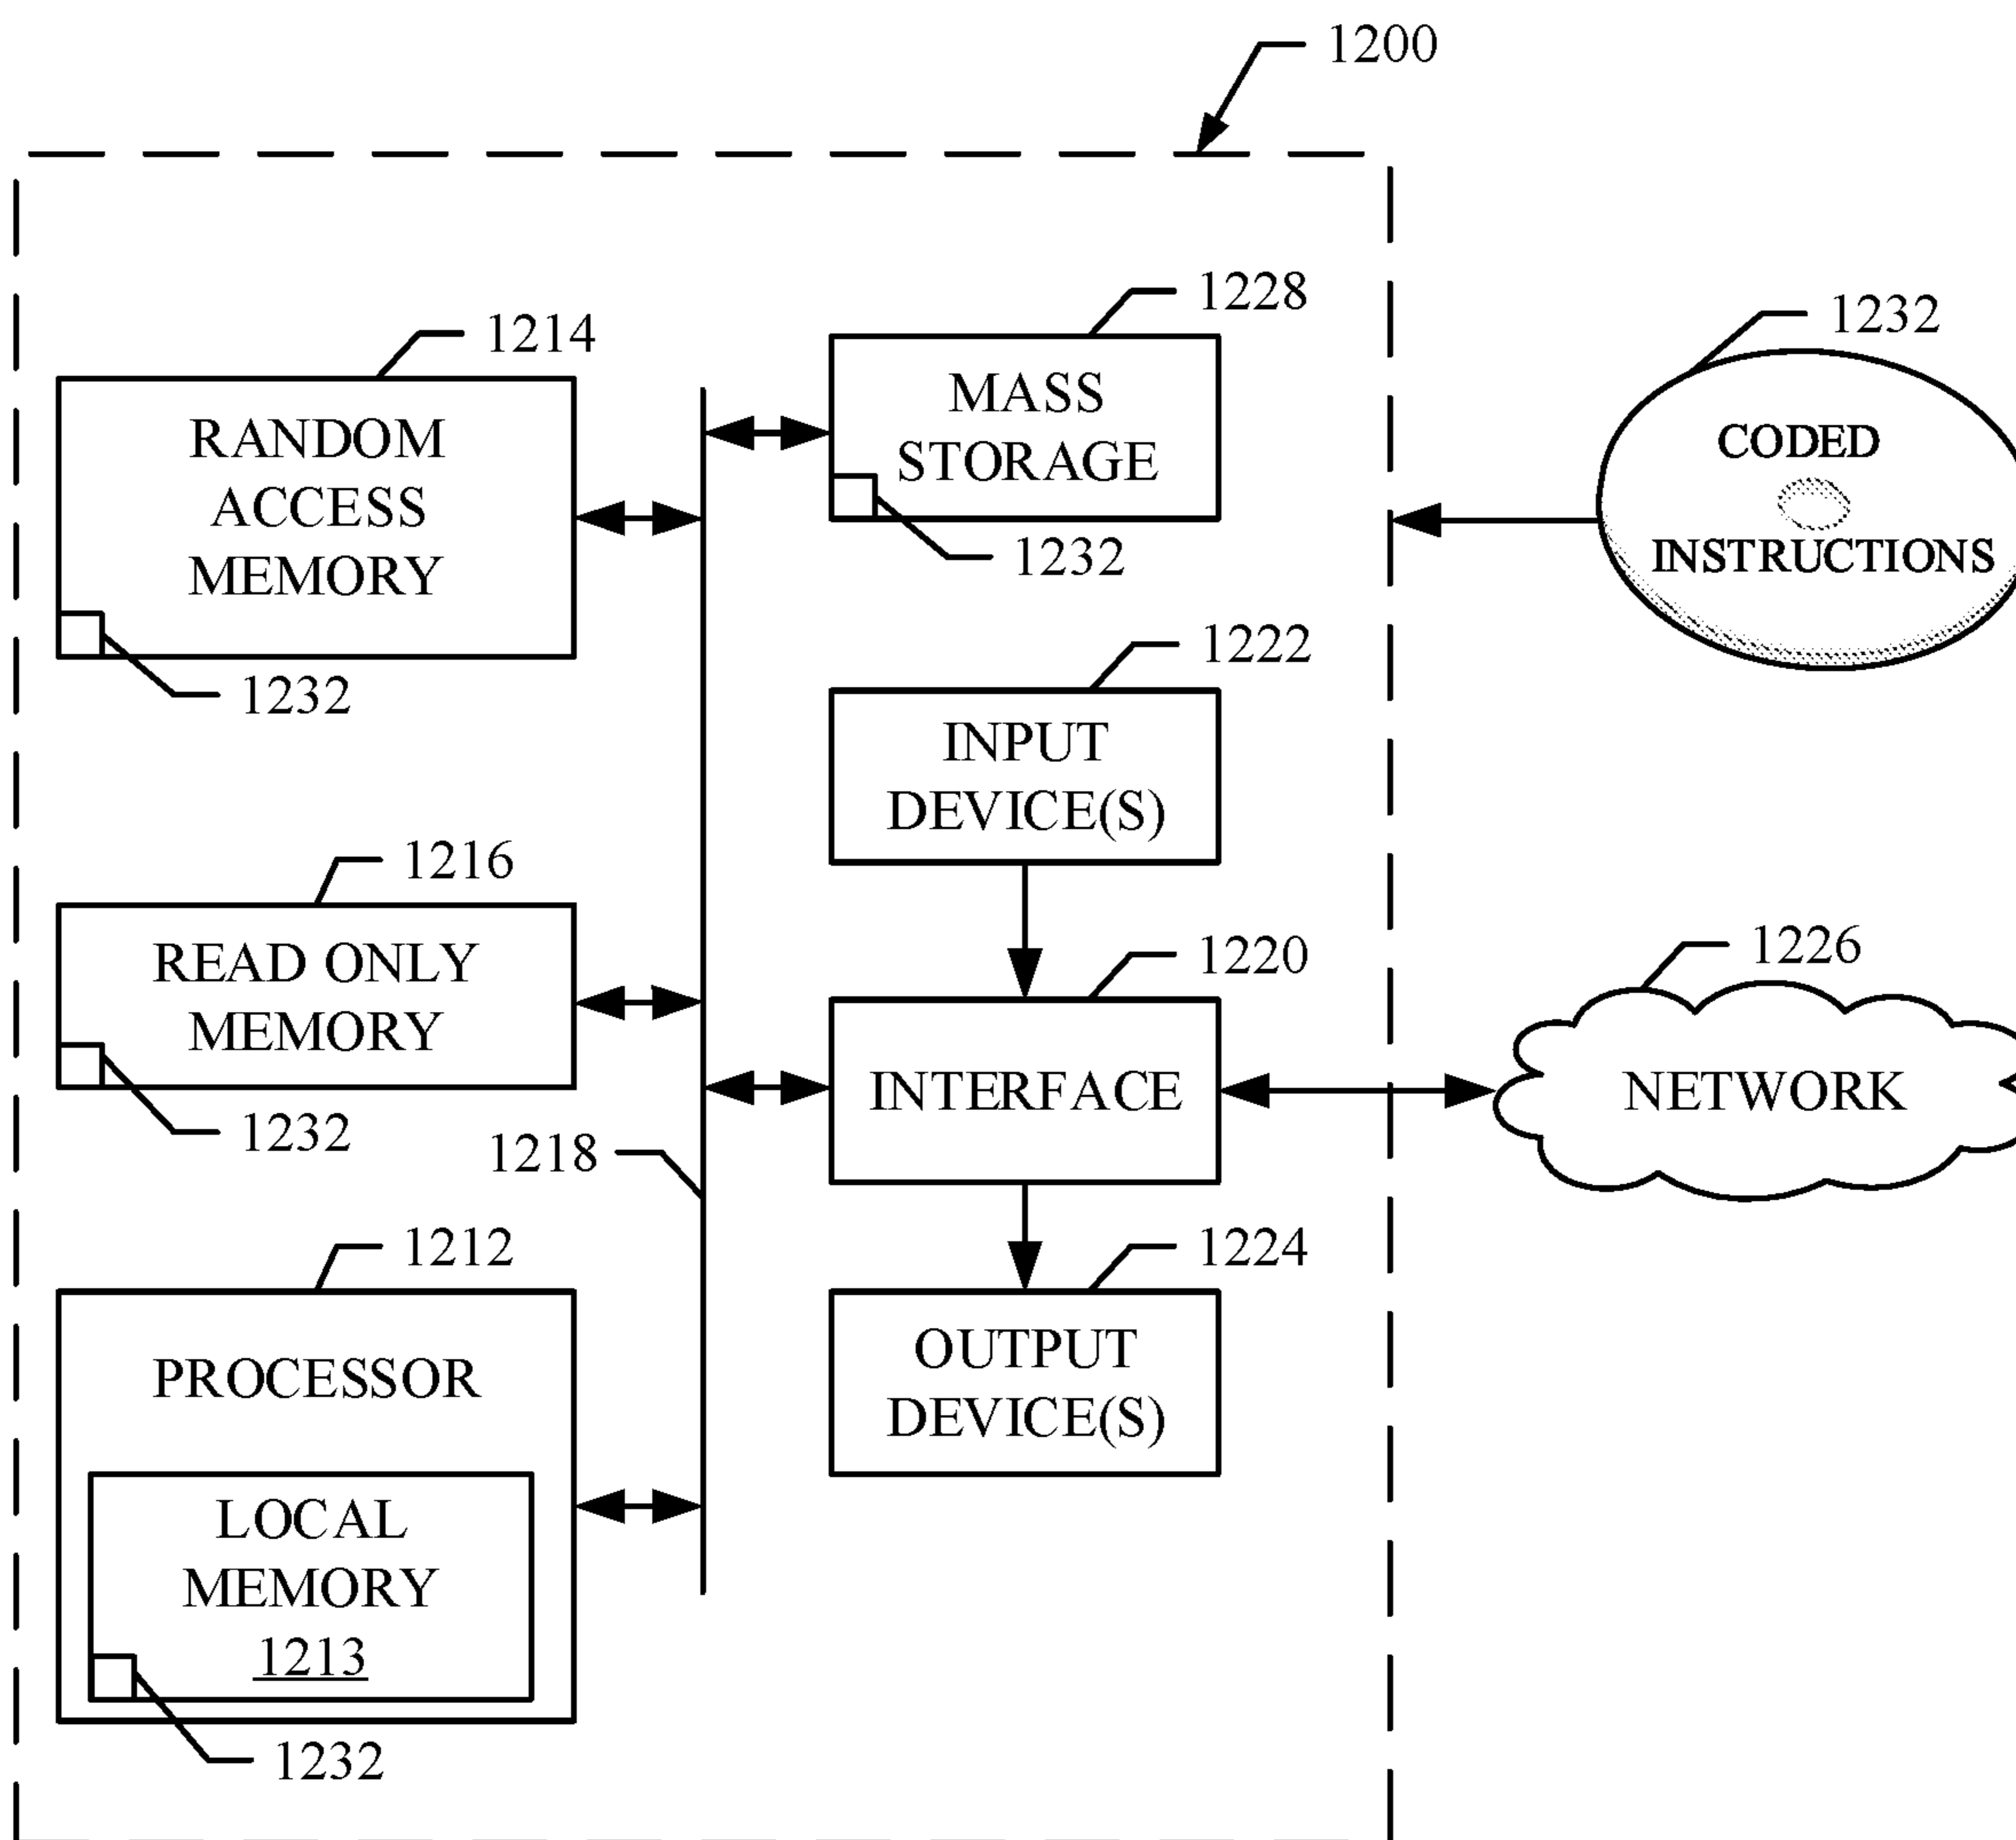 1200
1214
RANDOM
ACCESS
MEMORY
1232
1228
MASS
STORAGE
1232
1232
CODED
INSTRUCTIONS
1222
INPUT
DEVICE(S)
1216
READ ONLY
MEMORY
1232
1218
1220
INTERFACE
1226
NETWORK
1212
PROCESSOR
LOCAL
MEMORY
1213
1232
1224
OUTPUT
DEVICE(S)